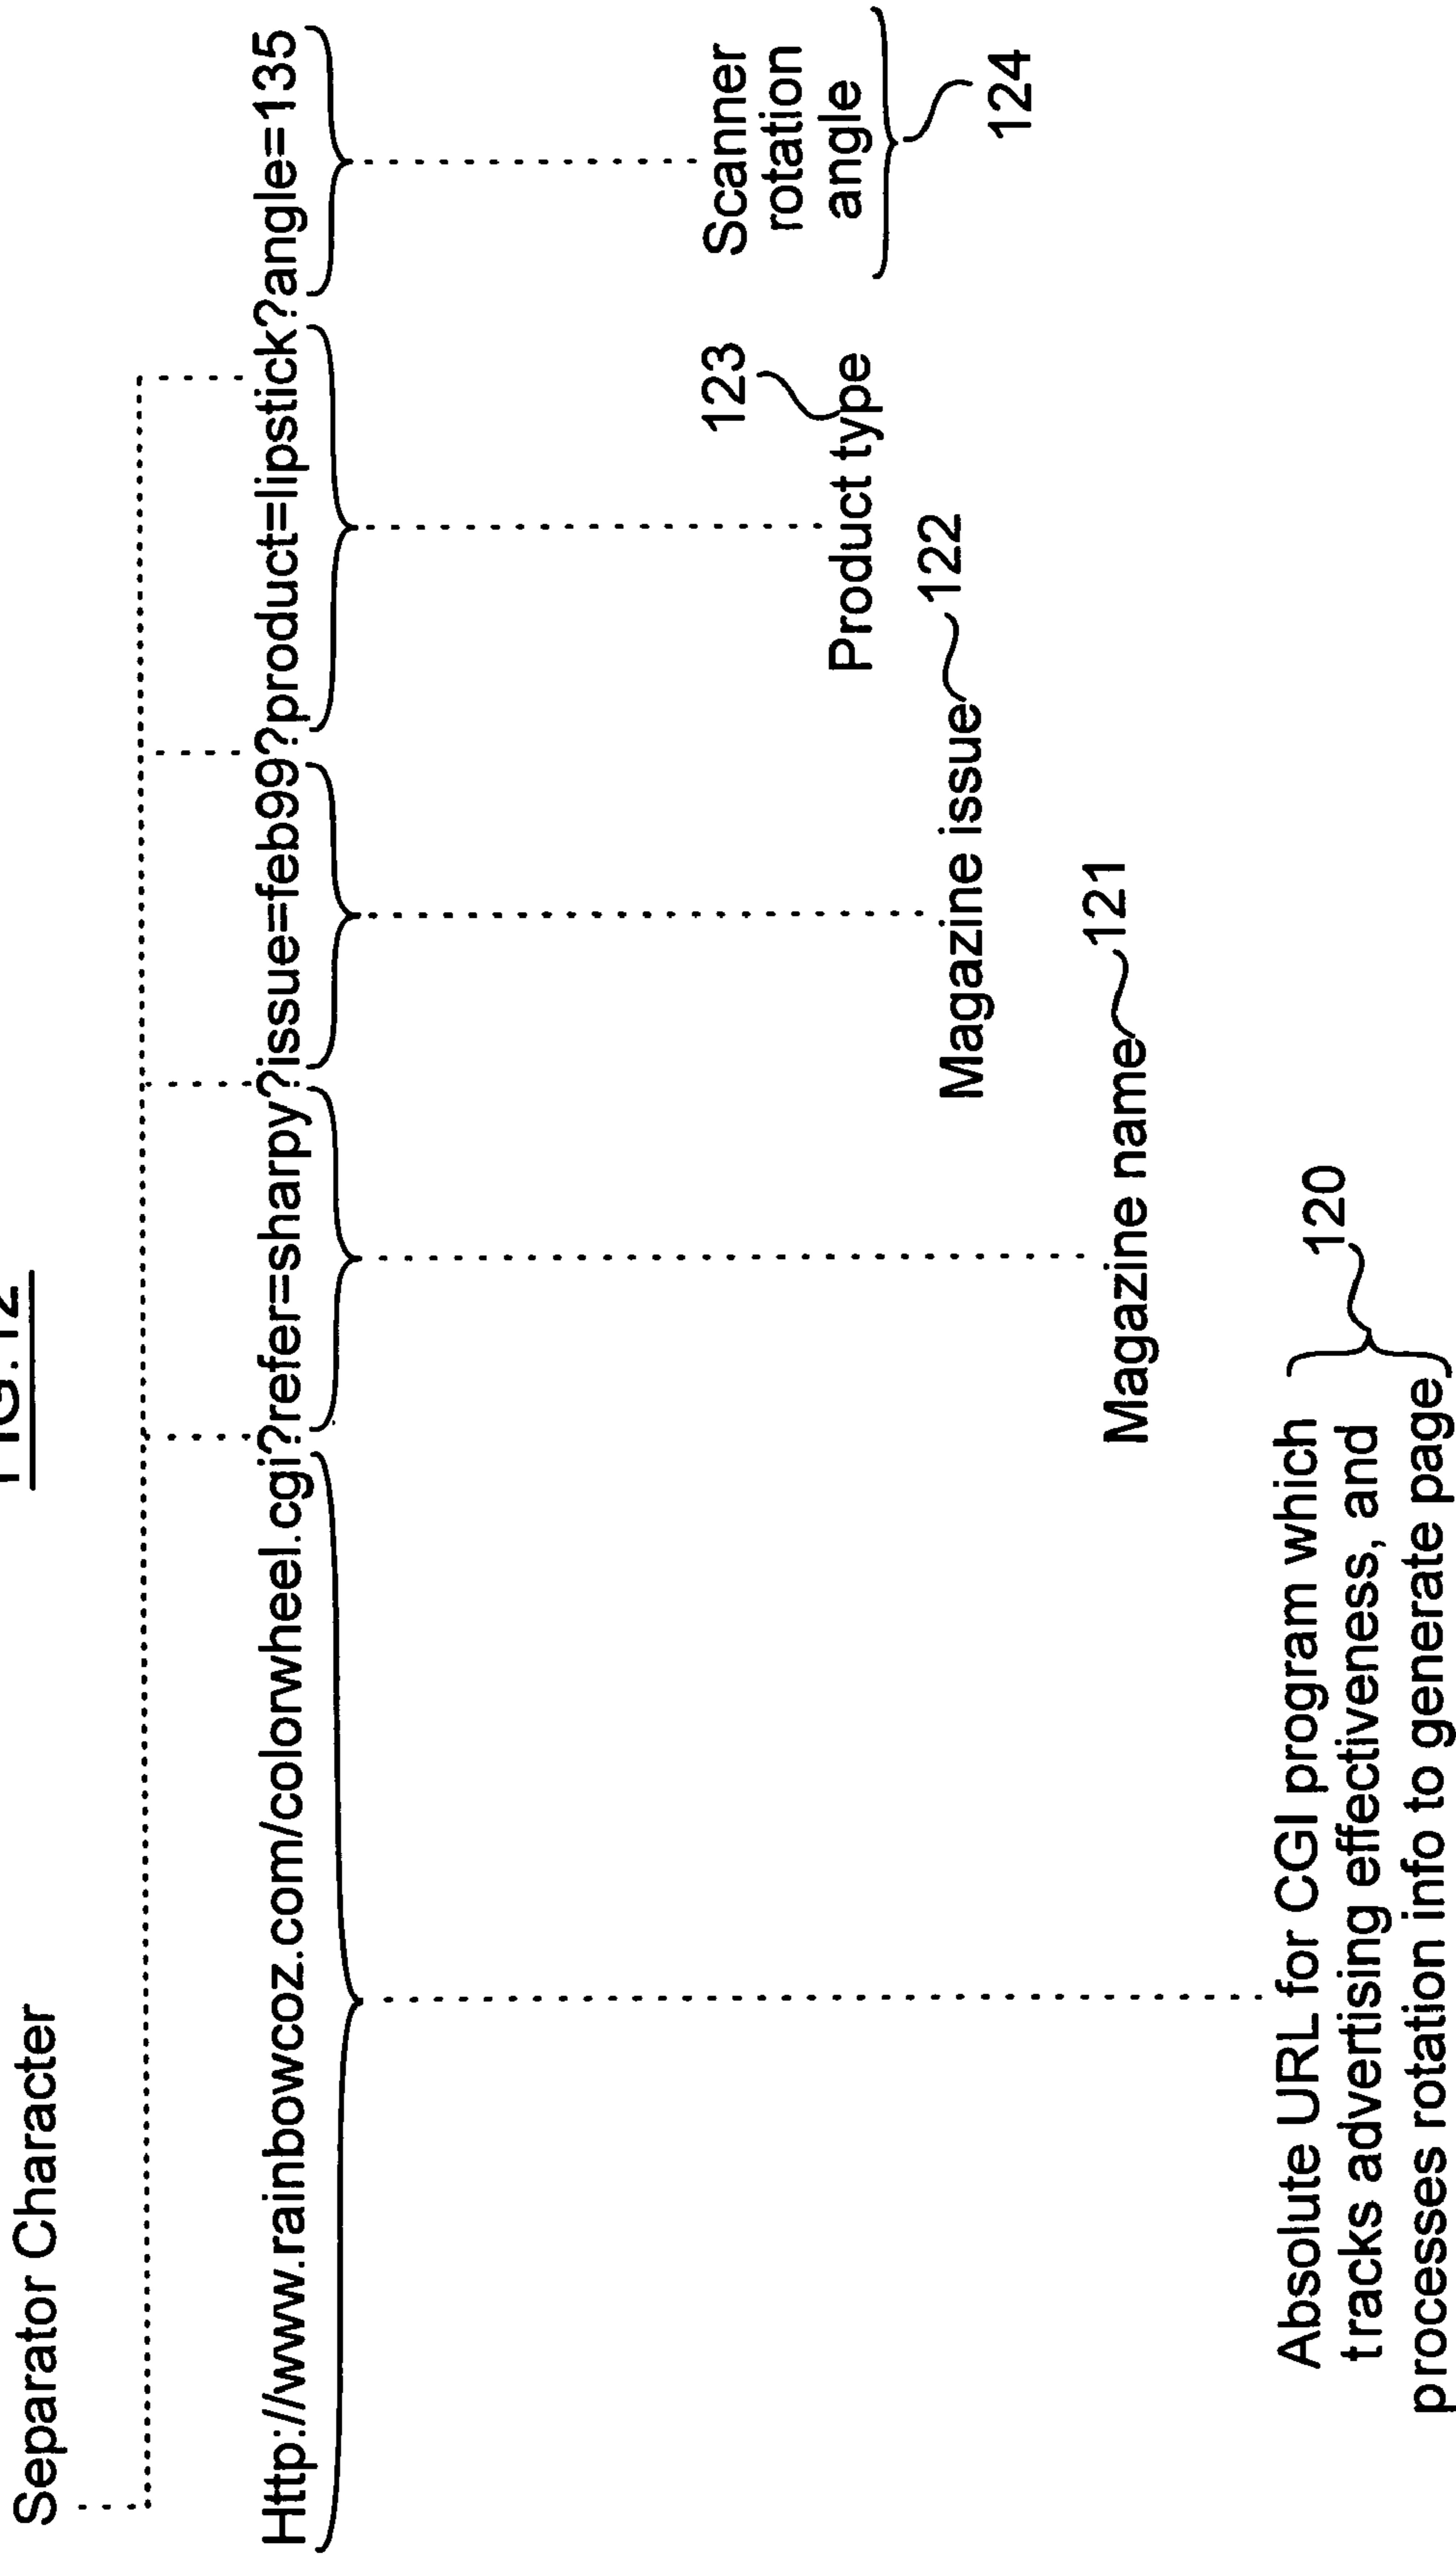 FIG. 12
Separator Character
Http://www.rainbowcoz.com/colorwheel.cgi?refer=sharpy?issue=feb99?product=lipstick?angle=135
Scanner
rotation
angle
124
123
Product type
122
Magazine issue
121
Magazine name
120
Absolute URL for CGI program which
tracks advertising effectiveness, and
processes rotation info to generate page